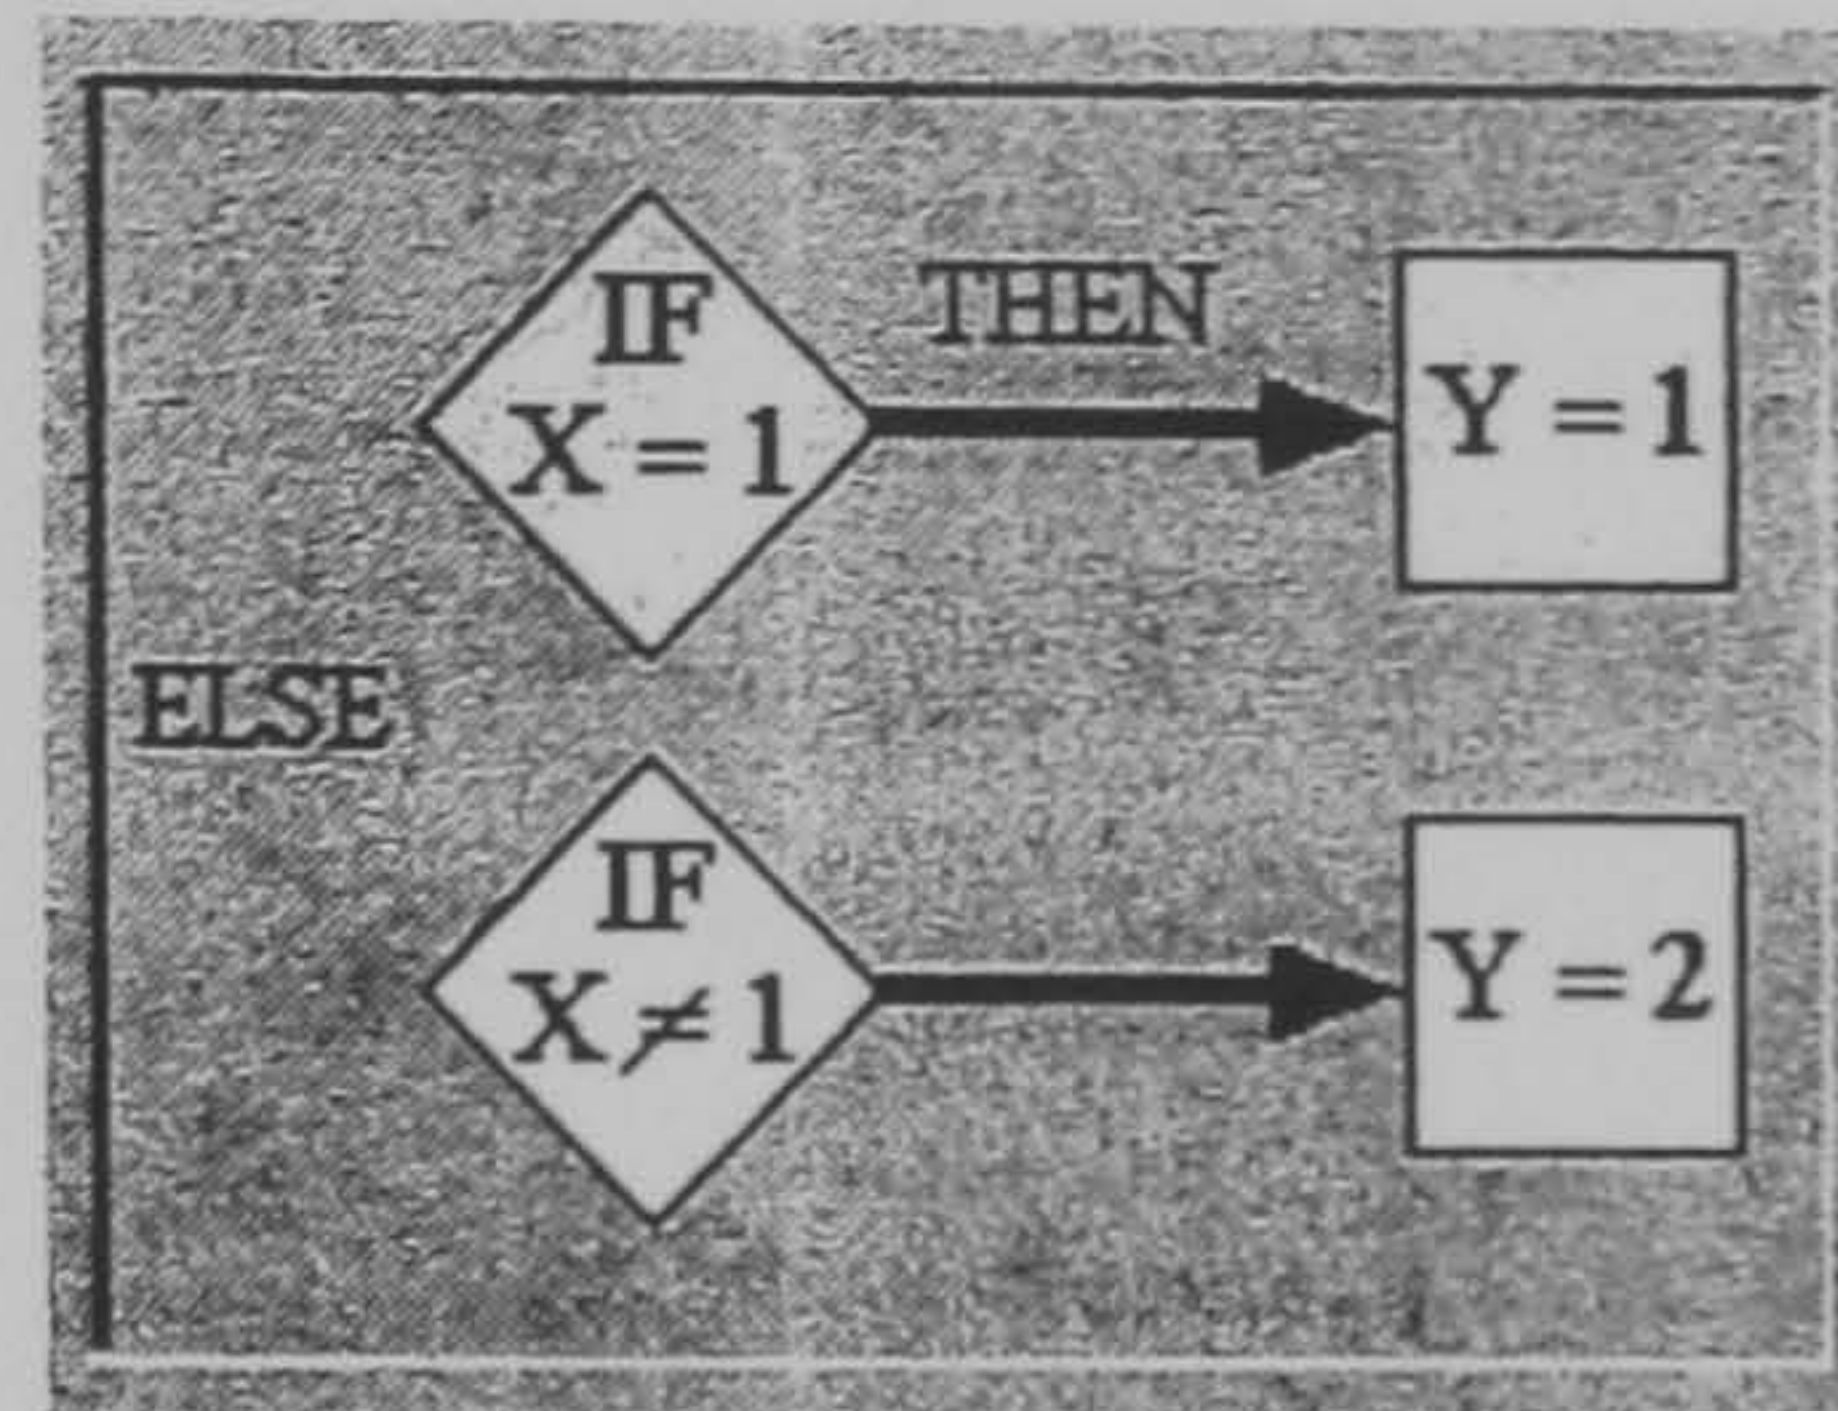 IF
X = 1
THEN
Y = 1
ELSE
IF
X ≠ 1
Y = 2